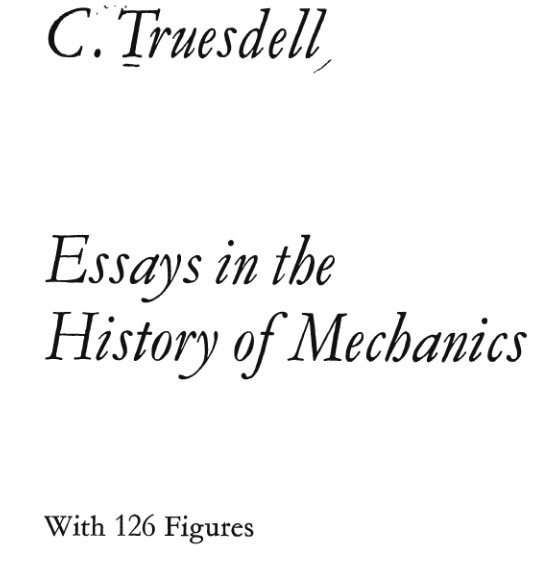 C. Truesdell
Essays in the
History of Mechanics
With 126 Figures